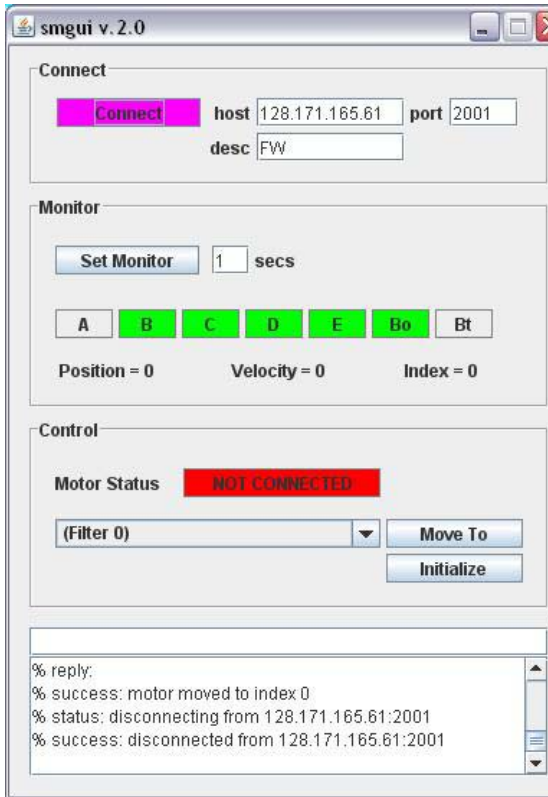 smgui v.2.0
Connect
Connect host 128.171.165.61 port 2001
desc FW
Monitor
Set Monitor 1 secs
A B C D E Bo Bt
Position = 0 Velocity = 0 Index = 0
Control
Motor Status NOT CONNECTED
(Filter 0) Move To
Initialize
% reply:
% success: motor moved to index 0
% status: disconnecting from 128.171.165.61:2001
% success: disconnected from 128.171.165.61:2001